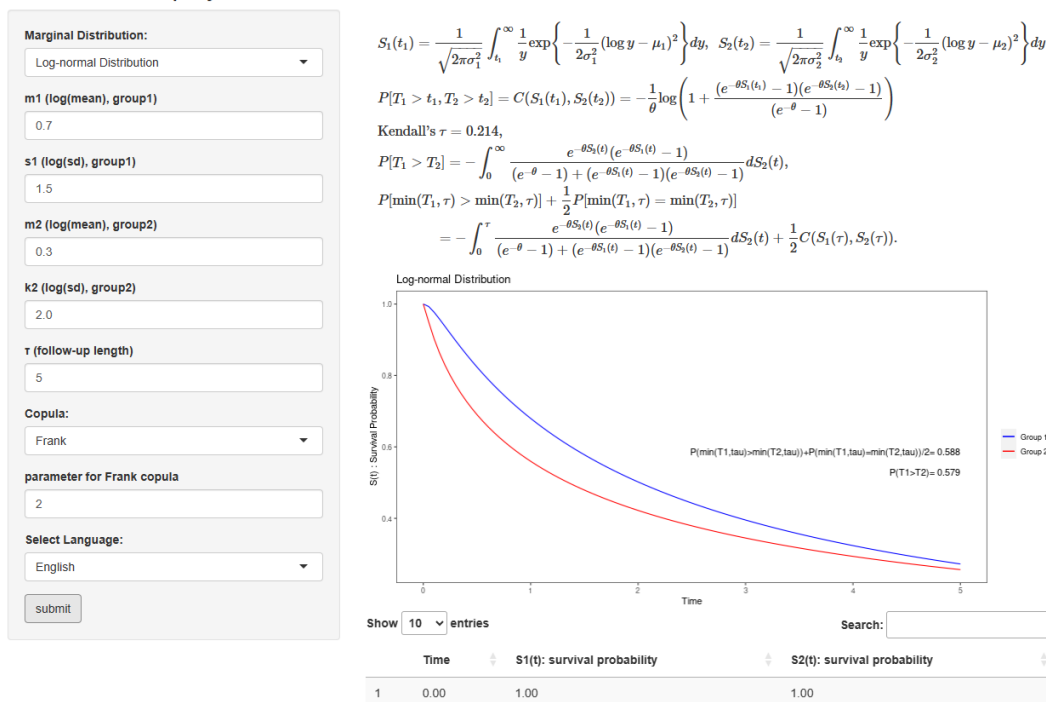 Marginal Distribution:
Log-normal Distribution
m1 (log(mean), group1)
0.7
s1 (log(sd), group1)
1.5
m2 (log(mean), group2)
0.3
k2 (log(sd), group2)
2.0
τ (follow-up length)
5
Copula:
Frank
parameter for Frank copula
2
Select Language:
English
submit
S₁(t₁) = 1/√(2πσ₁²) ∫_{t₁}^∞ 1/y exp{−1/(2σ₁²) (log y − μ₁)²}dy, S₂(t₂) = 1/√(2πσ₂²) ∫_{t₂}^∞ 1/y exp{−1/(2σ₂²) (log y − μ₂)²}dy
P[T₁ > t₁, T₂ > t₂] = C(S₁(t₁), S₂(t₂)) = −1/θ log(1 + (e^{−θS₁(t₁)} − 1)(e^{−θS₂(t₂)} − 1)/(e^{−θ} − 1))
Kendall's τ = 0.214,
P[T₁ > T₂] = −∫_0^∞ e^{−θS₂(t)}(e^{−θS₁(t)} − 1)/((e^{−θ} − 1) + (e^{−θS₁(t)} − 1)(e^{−θS₂(t)} − 1)) dS₂(t),
P[min(T₁, τ) > min(T₂, τ)] + 1/2 P[min(T₁, τ) = min(T₂, τ)]
= −∫_0^τ e^{−θS₂(t)}(e^{−θS₁(t)} − 1)/((e^{−θ} − 1) + (e^{−θS₁(t)} − 1)(e^{−θS₂(t)} − 1)) dS₂(t) + 1/2 C(S₁(τ), S₂(τ)).
Log-normal Distribution
1.0
0.8
0.6
0.4
S(t) : Survival Probability
P(min(T1,tau)>min(T2,tau))+P(min(T1,tau)=min(T2,tau))/2= 0.588
P(T1>T2)= 0.579
Group 1
Group 2
0 1 2 3 4 5
Time
Show 10 entries
Search:
Time S1(t): survival probability S2(t): survival probability
1 0.00 1.00 1.00